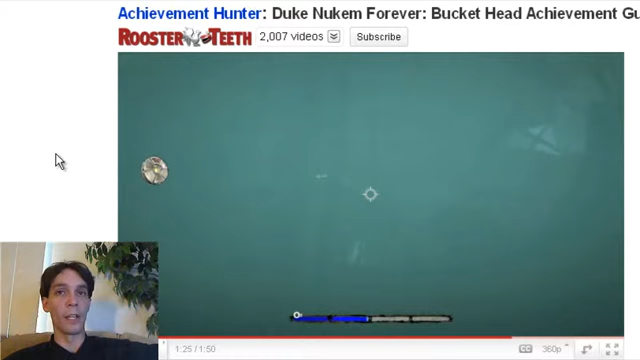 Achievement Hunter: Duke Nukem Forever: Bucket Head Achievement Gu
ROOSTER TEETH 2,007 videos Subscribe
1:25 / 1:50 CC 360p